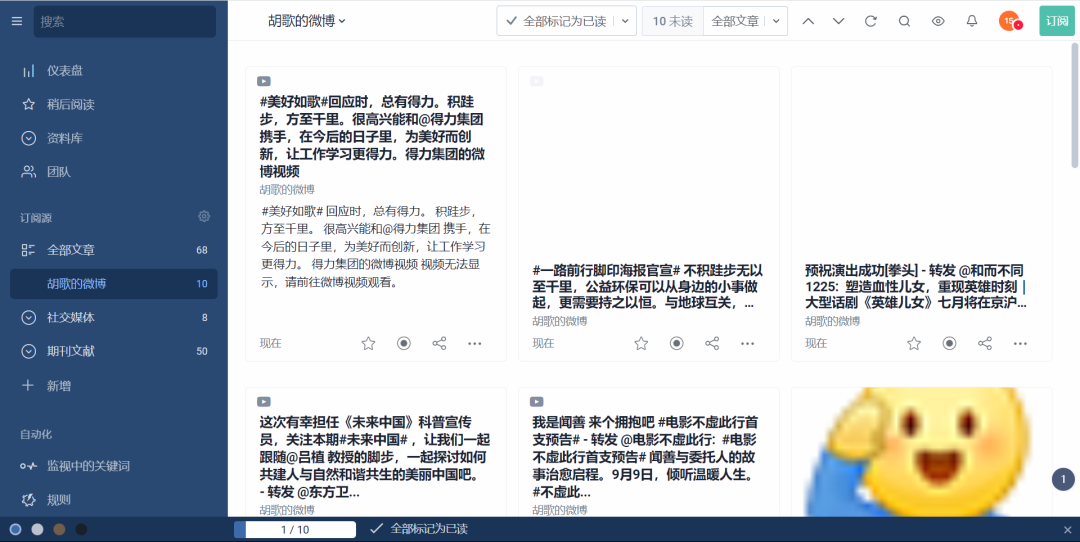 搜索
胡歌的微博
全部标记为已读
10 未读
全部文章
15
订阅
仪表盘
稍后阅读
资料库
团队
订阅源
全部文章 68
胡歌的微博 10
社交媒体 8
期刊文献 50
新增
自动化
监视中的关键词
规则
#美好如歌#回应时，总有得力。积跬
步，方至千里。很高兴能和@得力集团
携手，在今后的日子里，为美好而创
新，让工作学习更得力。得力集团的微
博视频
胡歌的微博
#美好如歌# 回应时，总有得力。 积跬步，
方至千里。 很高兴能和@得力集团 携手，在
今后的日子里，为美好而创新，让工作学习
更得力。 得力集团的微博视频 视频无法显
示，请前往微博视频观看。
现在
#一路前行脚印海报官宣# 不积跬步无以
至千里，公益环保可以从身边的小事做
起，更需要持之以恒。与地球互关，...
胡歌的微博
现在
预祝演出成功[拳头] - 转发 @和而不同
1225: 塑造血性儿女，重现英雄时刻｜
大型话剧《英雄儿女》七月将在京沪...
胡歌的微博
现在
这次有幸担任《未来中国》科普宣传
员，关注本期#未来中国# ，让我们一起
跟随@吕植 教授的脚步，一起探讨如何
共建人与自然和谐共生的美丽中国吧。
- 转发 @东方卫...
胡歌的微博
我是闻善 来个拥抱吧 #电影不虚此行首
支预告# - 转发 @电影不虚此行: #电影
不虚此行首支预告# 闻善与委托人的故
事治愈启程。9月9日，倾听温暖人生。
#不虚此...
胡歌的微博
1
1 / 10
全部标记为已读